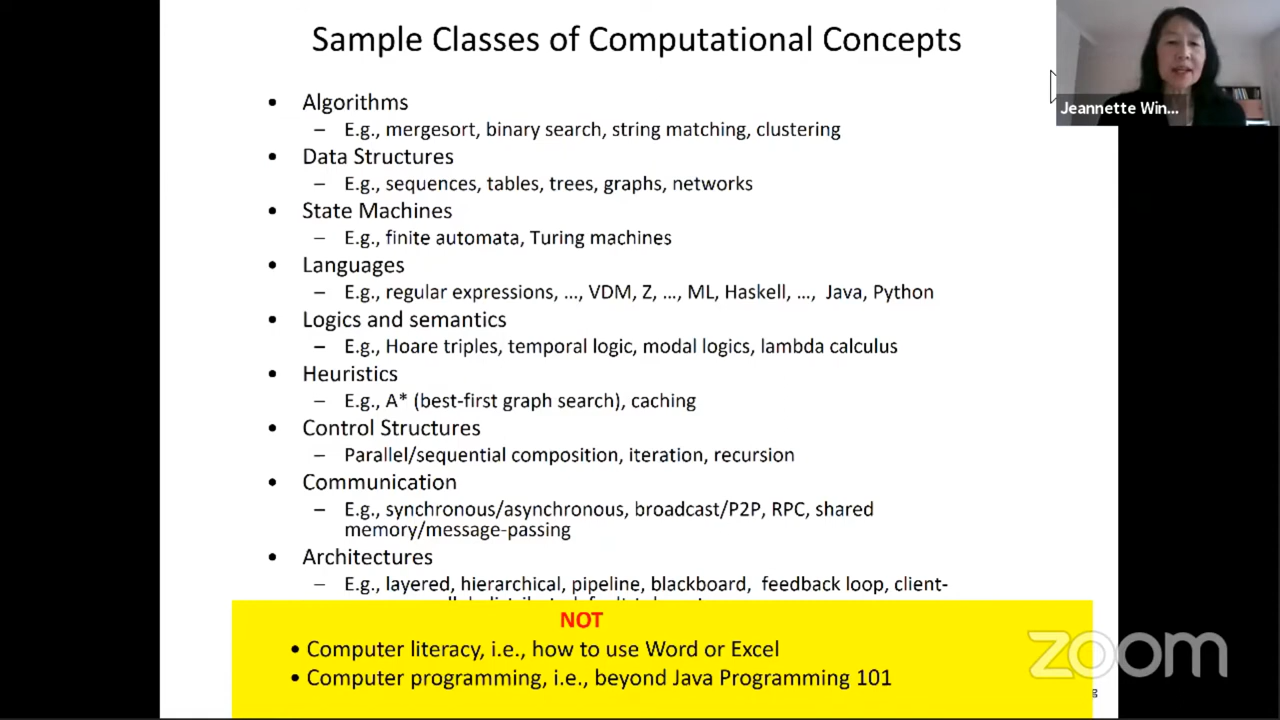 Sample Classes of Computational Concepts
Jeannette Win...
• Algorithms
– E.g., mergesort, binary search, string matching, clustering
• Data Structures
– E.g., sequences, tables, trees, graphs, networks
• State Machines
– E.g., finite automata, Turing machines
• Languages
– E.g., regular expressions, …, VDM, Z, …, ML, Haskell, …, Java, Python
• Logics and semantics
– E.g., Hoare triples, temporal logic, modal logics, lambda calculus
• Heuristics
– E.g., A* (best-first graph search), caching
• Control Structures
– Parallel/sequential composition, iteration, recursion
• Communication
– E.g., synchronous/asynchronous, broadcast/P2P, RPC, shared
memory/message-passing
• Architectures
– E.g., layered, hierarchical, pipeline, blackboard, feedback loop, client-
NOT
• Computer literacy, i.e., how to use Word or Excel
• Computer programming, i.e., beyond Java Programming 101
zoom